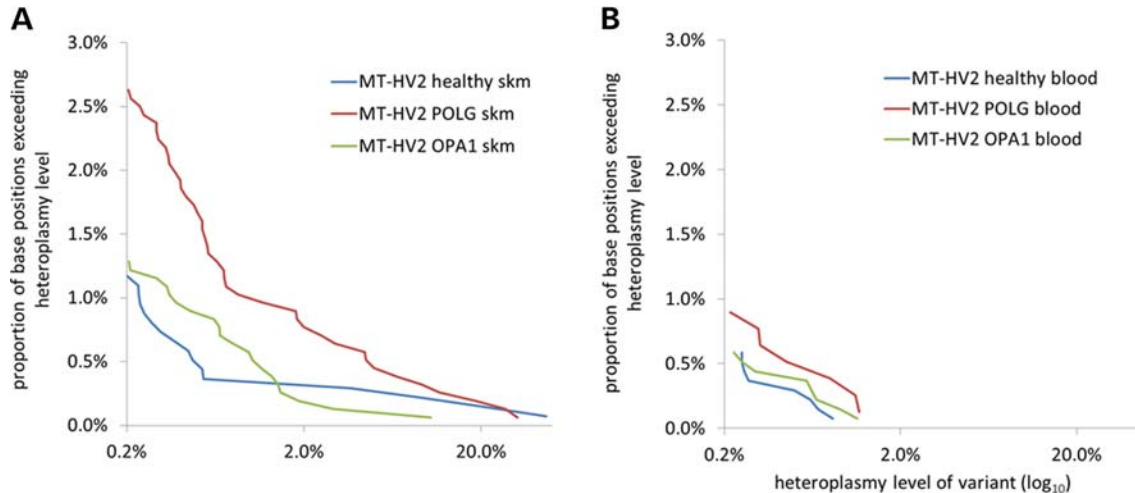 A
proportion of base positions exceeding
heteroplasmy level
3.0%
2.5%
2.0%
1.5%
1.0%
0.5%
0.0%
0.2%
2.0%
20.0%
MT-HV2 healthy skm
MT-HV2 POLG skm
MT-HV2 OPA1 skm
B
proportion of base positions exceeding
heteroplasmy level
3.0%
2.5%
2.0%
1.5%
1.0%
0.5%
0.0%
0.2%
2.0%
20.0%
MT-HV2 healthy blood
MT-HV2 POLG blood
MT-HV2 OPA1 blood
heteroplasmy level of variant (log₁₀)